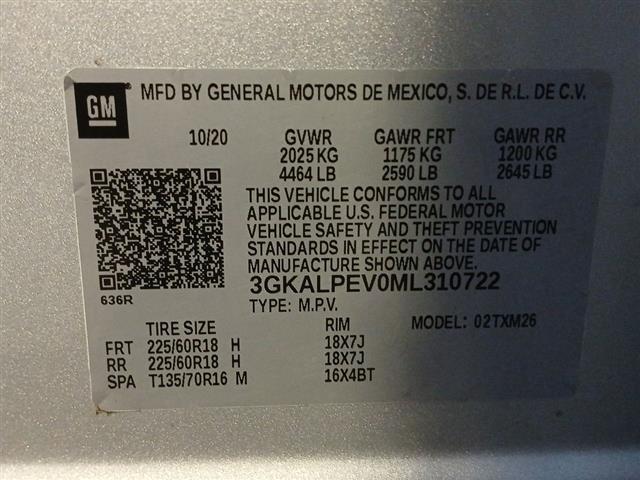 GM
MFD BY GENERAL MOTORS DE MEXICO, S. DE R.L. DE C.V.
10/20 GVWR GAWR FRT GAWR RR
2025 KG 1175 KG 1200 KG
4464 LB 2590 LB 2645 LB
THIS VEHICLE CONFORMS TO ALL
APPLICABLE U.S. FEDERAL MOTOR
VEHICLE SAFETY AND THEFT PREVENTION
STANDARDS IN EFFECT ON THE DATE OF
MANUFACTURE SHOWN ABOVE.
636R
3GKALPEV0ML310722
TYPE: M.P.V.
TIRE SIZE RIM MODEL: 02TXM26
FRT 225/60R18 H 18X7J
RR 225/60R18 H 18X7J
SPA T135/70R16 M 16X4BT